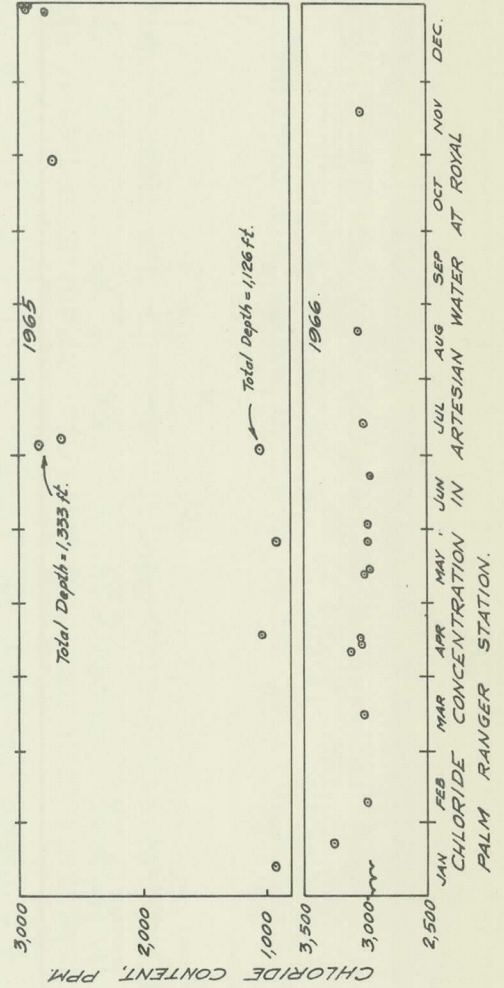 CHLORIDE CONTENT, PPM.
3,000
2,000
1,000
1965
Total Depth = 1,333 ft.
Total Depth = 1,126 ft.
3,500
3,000
2,500
1966.
JAN FEB MAR APR MAY JUN JUL AUG SEP OCT NOV DEC.
CHLORIDE CONCENTRATION IN ARTESIAN WATER AT ROYAL
PALM RANGER STATION.